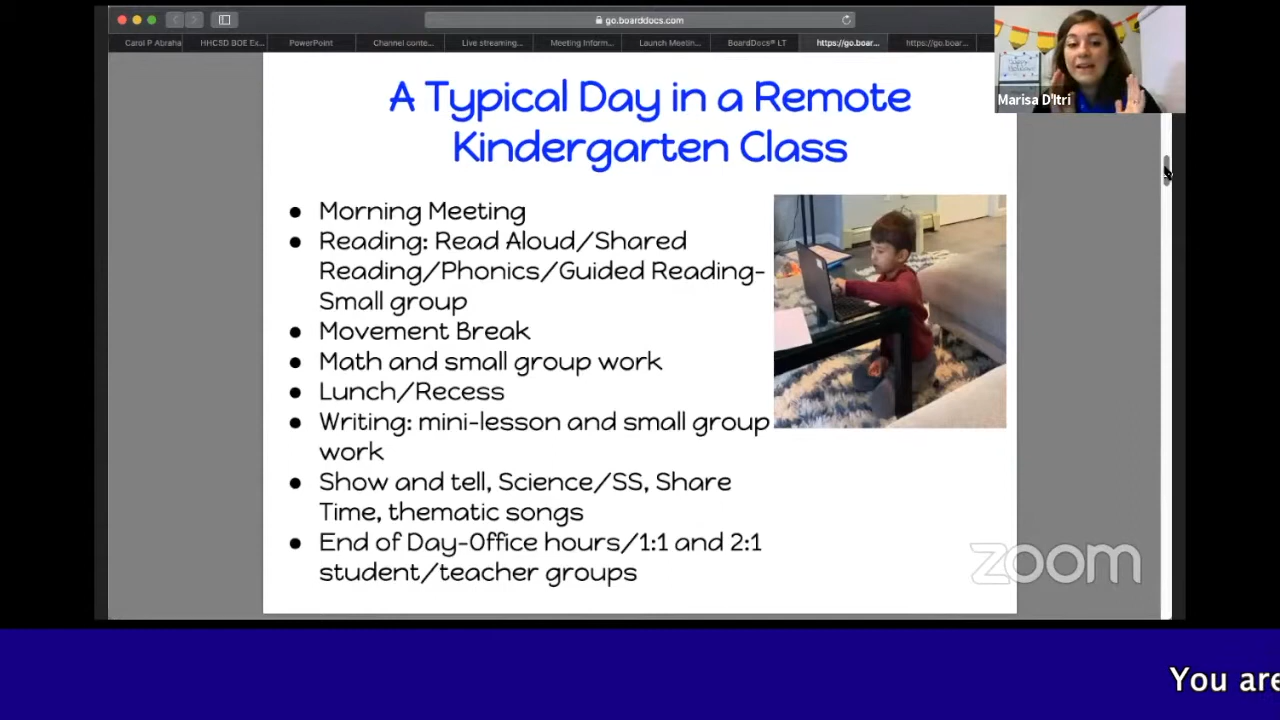 go.boarddocs.com
Carol P Abraha
HHCSD BOE Ex...
PowerPoint
Channel conte...
Live streaming...
Meeting Inform...
Launch Meetin...
BoardDocs® LT
https://go.boar...
https://go.boar...
Marisa D'Itri
A Typical Day in a Remote
Kindergarten Class
● Morning Meeting
● Reading: Read Aloud/Shared
Reading/Phonics/Guided Reading-
Small group
● Movement Break
● Math and small group work
● Lunch/Recess
● Writing: mini-lesson and small group
work
● Show and tell, Science/SS, Share
Time, thematic songs
● End of Day-Office hours/1:1 and 2:1
student/teacher groups
zoom
You are